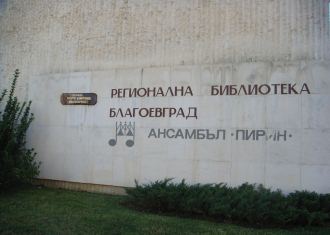 РЕГИОНАЛНА БИБЛИОТЕКА
БЛАГОЕВГРАД
АНСАМБЪЛ "ПИРИН"